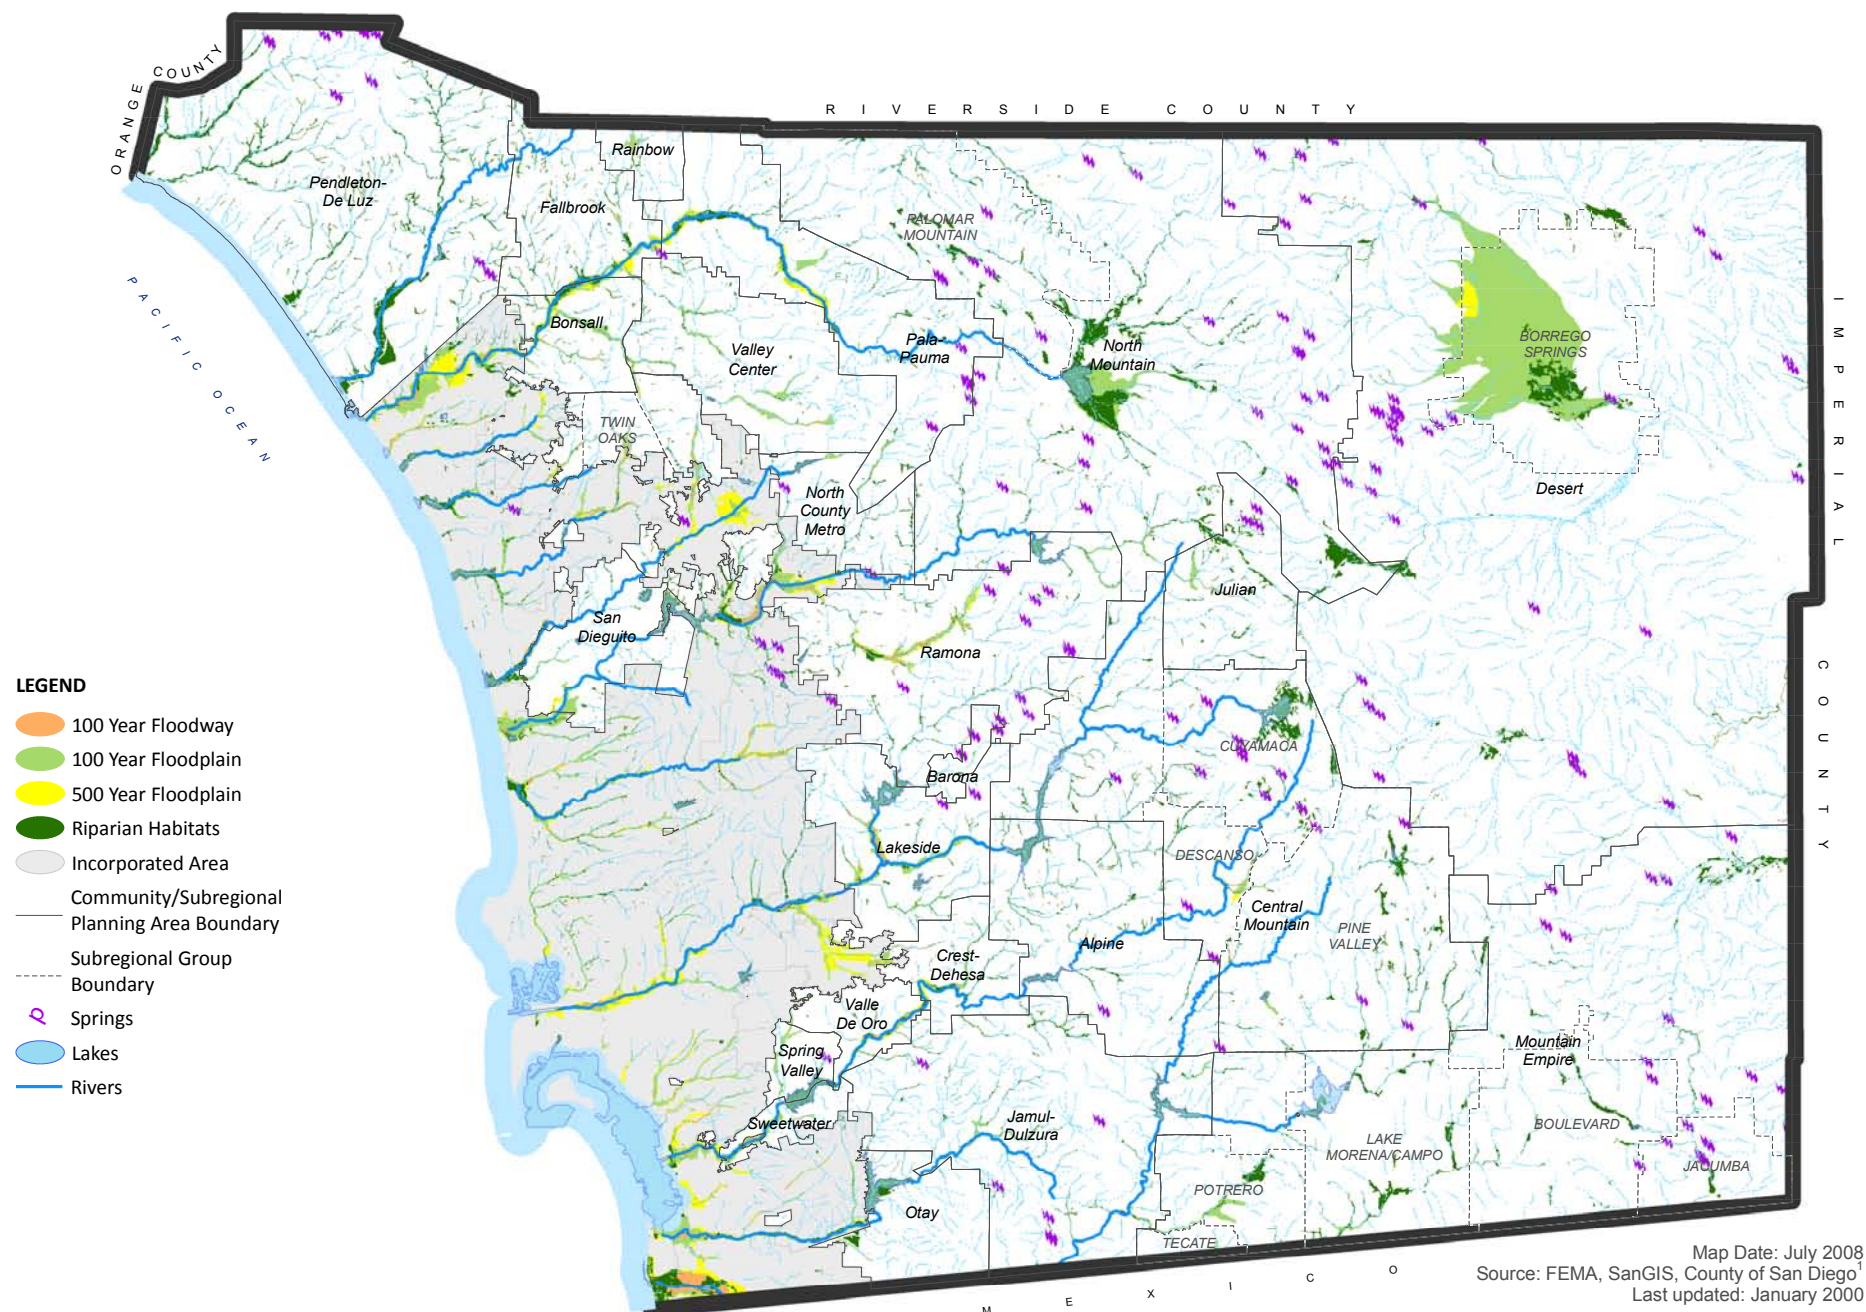 ORANGE COUNTY
RIVERSIDE COUNTY
Rainbow
Pendleton-
De Luz
Fallbrook
PALOMAR
MOUNTAIN
PACIFIC OCEAN
IMPERIAL COUNTY
Bonsall
BORREGO
SPRINGS
Valley
Center
Pala-
Pauma
North
Mountain
TWIN
OAKS
Desert
North
County
Metro
Julian
San
Dieguito
Ramona
LEGEND
100 Year Floodway
100 Year Floodplain
500 Year Floodplain
Riparian Habitats
Incorporated Area
Community/Subregional
Planning Area Boundary
Subregional Group
Boundary
Springs
Lakes
Rivers
CUYAMACA
Barona
Lakeside
DESCANSO
Central
Mountain
PINE
VALLEY
Alpine
Crest-
Dehesa
Valle
De Oro
Spring
Valley
Mountain
Empire
Sweetwater
Jamul-
Dulzura
BOULEVARD
LAKE
MORENA/CAMPO
JACUMBA
POTRERO
Otay
TECATE
MEXICO
Map Date: July 2008
Source: FEMA, SanGIS, County of San Diego1
Last updated: January 2000